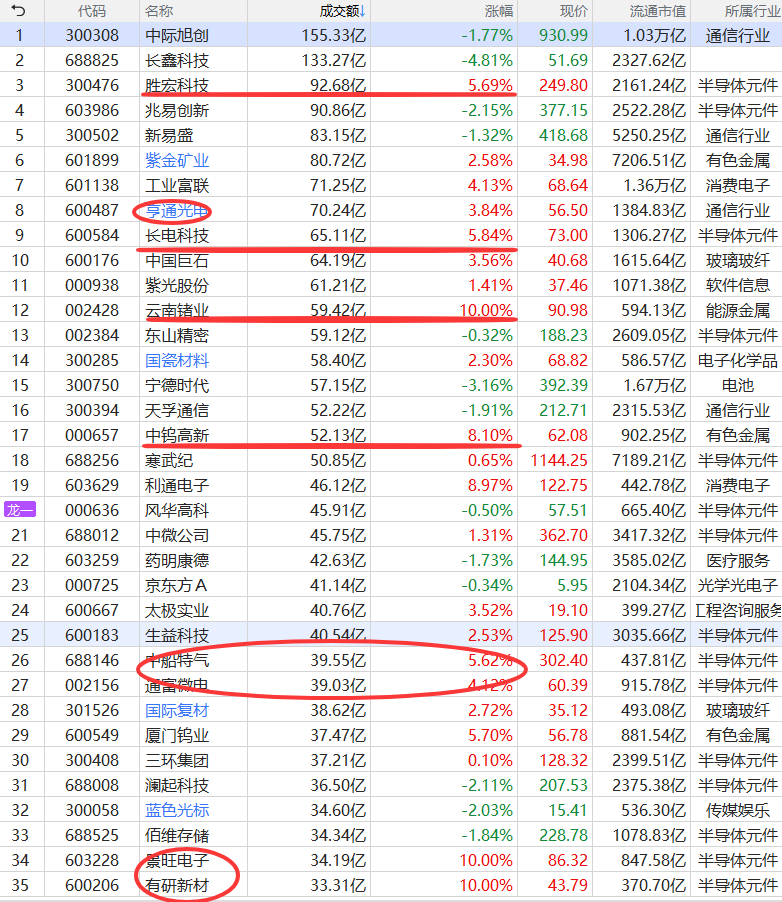 代码 名称 成交额↓ 涨幅 现价 流通市值 所属行业
1 300308 中际旭创 155.33亿 -1.77% 930.99 1.03万亿 通信行业
2 688825 长鑫科技 133.27亿 -4.81% 51.69 2327.62亿
3 300476 胜宏科技 92.68亿 5.69% 249.80 2161.24亿 半导体元件
4 603986 兆易创新 90.86亿 -2.15% 377.15 2522.28亿 半导体元件
5 300502 新易盛 83.15亿 -1.32% 418.68 5250.25亿 通信行业
6 601899 紫金矿业 80.72亿 2.58% 34.98 7206.51亿 有色金属
7 601138 工业富联 71.25亿 4.13% 68.64 1.36万亿 消费电子
8 600487 亨通光电 70.24亿 3.84% 56.50 1384.83亿 通信行业
9 600584 长电科技 65.11亿 5.84% 73.00 1306.27亿 半导体元件
10 600176 中国巨石 64.19亿 3.56% 40.68 1615.64亿 玻璃玻纤
11 000938 紫光股份 61.21亿 1.41% 37.46 1071.38亿 软件信息
12 002428 云南锗业 59.42亿 10.00% 90.98 594.13亿 能源金属
13 002384 东山精密 59.12亿 -0.32% 188.23 2609.05亿 半导体元件
14 300285 国瓷材料 58.40亿 2.30% 68.82 586.57亿 电子化学品
15 300750 宁德时代 57.15亿 -3.16% 392.39 1.67万亿 电池
16 300394 天孚通信 52.22亿 -1.91% 212.71 2315.53亿 通信行业
17 000657 中钨高新 52.13亿 8.10% 62.08 902.25亿 有色金属
18 688256 寒武纪 50.85亿 0.65% 1144.25 7189.21亿 半导体元件
19 603629 利通电子 46.12亿 8.97% 122.75 442.78亿 消费电子
龙一 000636 风华高科 45.91亿 -0.50% 57.51 665.40亿 半导体元件
21 688012 中微公司 45.75亿 1.31% 362.70 3417.32亿 半导体元件
22 603259 药明康德 42.63亿 -1.73% 144.95 3585.02亿 医疗服务
23 000725 京东方A 41.14亿 -0.34% 5.95 2104.34亿 光学光电子
24 600667 太极实业 40.76亿 3.52% 19.10 399.27亿 工程咨询服务
25 600183 生益科技 40.54亿 2.53% 125.90 3035.66亿 半导体元件
26 688146 中船特气 39.55亿 5.62% 302.40 437.81亿 半导体元件
27 002156 通富微电 39.03亿 4.12% 60.39 915.78亿 半导体元件
28 301526 国际复材 38.62亿 2.72% 35.12 493.08亿 玻璃玻纤
29 600549 厦门钨业 37.47亿 5.70% 56.78 881.54亿 有色金属
30 300408 三环集团 37.21亿 0.10% 128.32 2399.51亿 半导体元件
31 688008 澜起科技 36.50亿 -2.11% 207.53 2375.38亿 半导体元件
32 300058 蓝色光标 34.60亿 -2.03% 15.41 536.30亿 传媒娱乐
33 688525 佰维存储 34.34亿 -1.84% 228.78 1078.83亿 半导体元件
34 603228 景旺电子 34.19亿 10.00% 86.32 847.58亿 半导体元件
35 600206 有研新材 33.31亿 10.00% 43.79 370.70亿 半导体元件